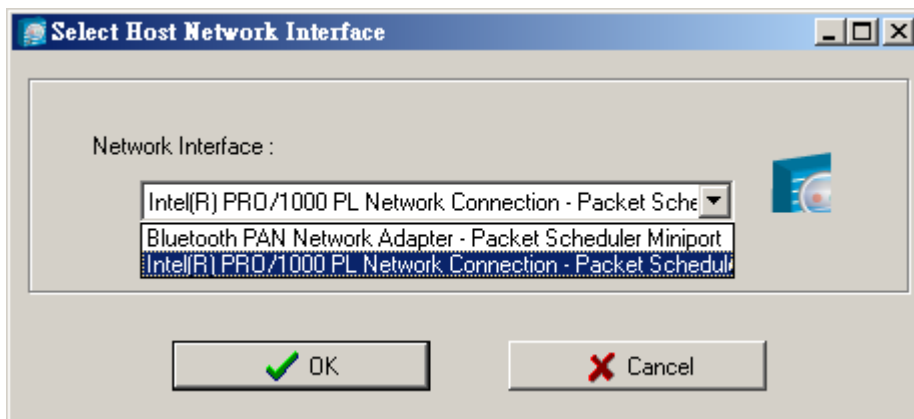 Select Host Network Interface
Network Interface :
Intel(R) PRO/1000 PL Network Connection - Packet Sche
Bluetooth PAN Network Adapter - Packet Scheduler Miniport
Intel(R) PRO/1000 PL Network Connection - Packet Schedul
OK
Cancel